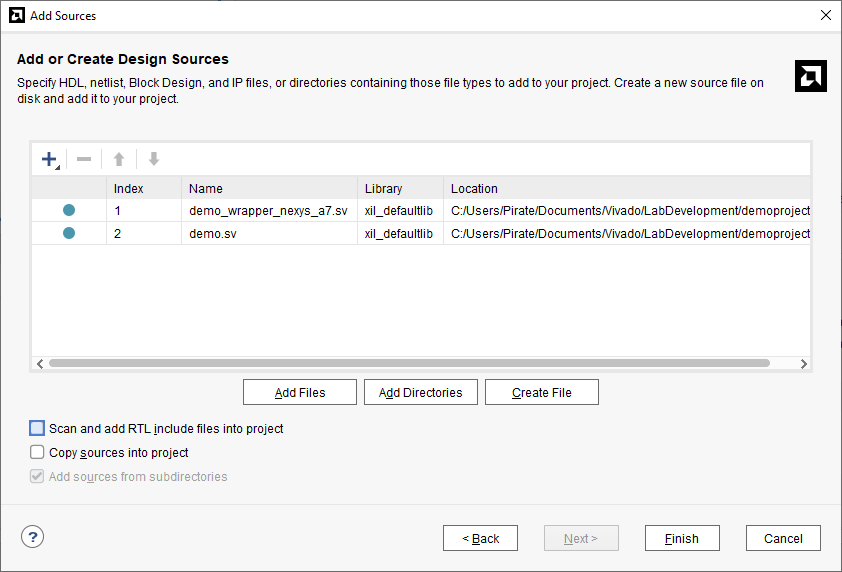 Add Sources
Add or Create Design Sources
Specify HDL, netlist, Block Design, and IP files, or directories containing those file types to add to your project. Create a new source file on
disk and add it to your project.
Index Name Library Location
1 demo_wrapper_nexys_a7.sv xil_defaultlib C:/Users/Pirate/Documents/Vivado/LabDevelopment/demoproject
2 demo.sv xil_defaultlib C:/Users/Pirate/Documents/Vivado/LabDevelopment/demoproject
Add Files Add Directories Create File
Scan and add RTL include files into project
Copy sources into project
Add sources from subdirectories
? < Back Next > Finish Cancel